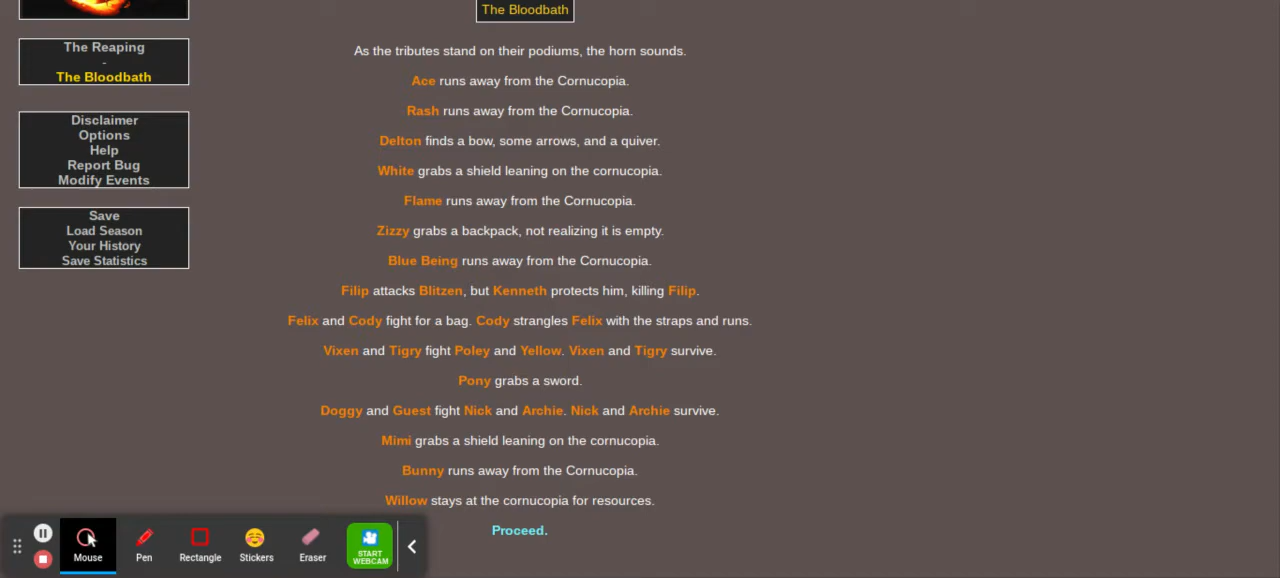 The Bloodbath
The Reaping
-
The Bloodbath
Disclaimer
Options
Help
Report Bug
Modify Events
Save
Load Season
Your History
Save Statistics
As the tributes stand on their podiums, the horn sounds.
Ace runs away from the Cornucopia.
Rash runs away from the Cornucopia.
Delton finds a bow, some arrows, and a quiver.
White grabs a shield leaning on the cornucopia.
Flame runs away from the Cornucopia.
Zizzy grabs a backpack, not realizing it is empty.
Blue Being runs away from the Cornucopia.
Filip attacks Blitzen, but Kenneth protects him, killing Filip.
Felix and Cody fight for a bag. Cody strangles Felix with the straps and runs.
Vixen and Tigry fight Poley and Yellow. Vixen and Tigry survive.
Pony grabs a sword.
Doggy and Guest fight Nick and Archie. Nick and Archie survive.
Mimi grabs a shield leaning on the cornucopia.
Bunny runs away from the Cornucopia.
Willow stays at the cornucopia for resources.
Proceed.
Mouse
Pen
Rectangle
Stickers
Eraser
START
WEBCAM